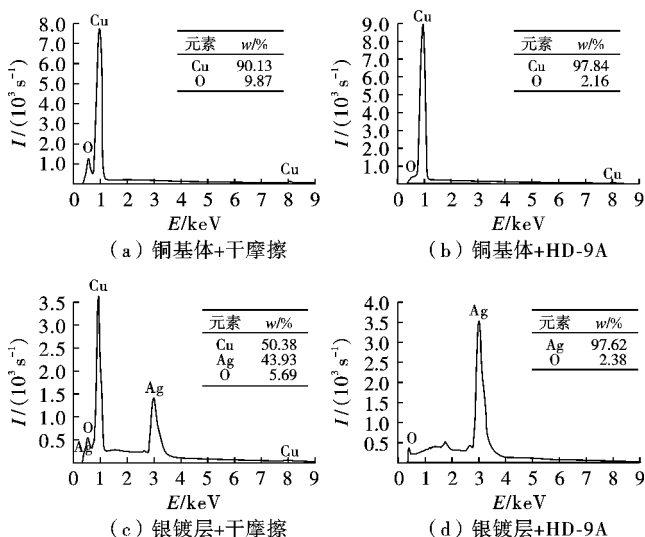 Cu
8.0
7.0
6.0
5.0
4.0
3.0
2.0
1.0
I/(10³ s⁻¹)
元素 w/%
Cu 90.13
O 9.87
O
Cu
0 1 2 3 4 5 6 7 8 9
E/keV
(a) 铜基体+干摩擦
Cu
9.0
8.0
7.0
6.0
5.0
4.0
3.0
2.0
1.0
I/(10³ s⁻¹)
元素 w/%
Cu 97.84
O 2.16
O
Cu
0 1 2 3 4 5 6 7 8 9
E/keV
(b) 铜基体+HD-9A
Cu
3.5
3.0
2.5
2.0
1.5
1.0
0.5
I/(10³ s⁻¹)
元素 w/%
Cu 50.38
Ag 43.93
O 5.69
Ag
O
Ag
Cu
0 1 2 3 4 5 6 7 8 9
E/keV
(c) 银镀层+干摩擦
4.0
3.5
3.0
2.5
2.0
1.5
1.0
0.5
I/(10³ s⁻¹)
Ag
元素 w/%
Ag 97.62
O 2.38
O
0 1 2 3 4 5 6 7 8 9
E/keV
(d) 银镀层+HD-9A